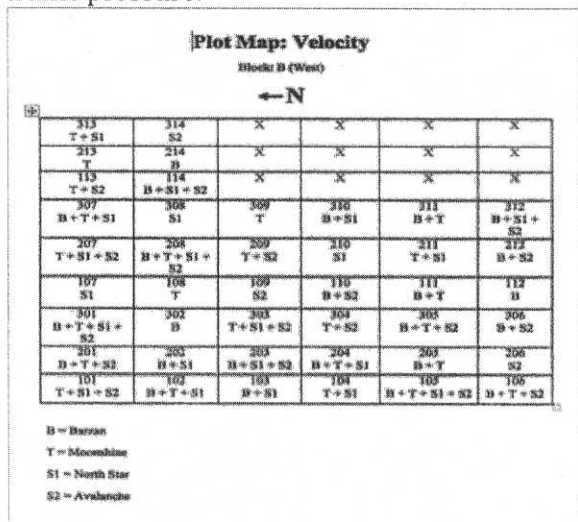 pressure.
Plot Map: Velocity
Block: B (West)
←N
313 314 X X X X
T + S1 S2
213 214 X X X X
T B
113 114 X X X X
T + S2 B + S1 + S2
307 308 309 310 311 312
B + T + S1 S1 T B + S1 B + T B + S1 +
S2
207 208 209 210 211 212
T + S1 + S2 B + T + S1 + T + S2 S1 T + S1 B + S2
S2
107 108 109 110 111 112
S1 T S2 B + S2 B + T B
301 302 303 304 305 306
B + T + S1 + B T + S1 + S2 T + S2 B + T + S2 B + S2
S2
201 202 203 204 205 206
B + T + S2 B + S1 B + S1 + S2 B + T + S1 B + T S2
101 102 103 104 105 106
T + S1 + S2 B + T + S1 B + S1 T + S1 B + T + S1 + S2 B + T + S2
B = Barzan
T = Moonshine
S1 = North Star
S2 = Avalanche